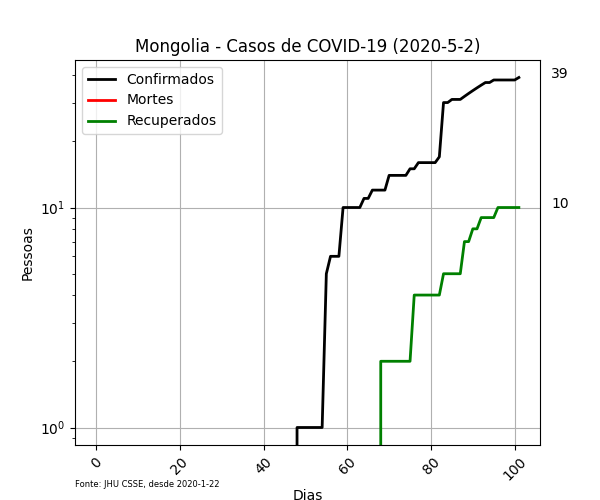 Mongolia - Casos de COVID-19 (2020-5-2)
Confirmados
Mortes
Recuperados
39
10
10¹
10⁰
Pessoas
0 20 40 60 80 100
Fonte: JHU CSSE, desde 2020-1-22
Dias